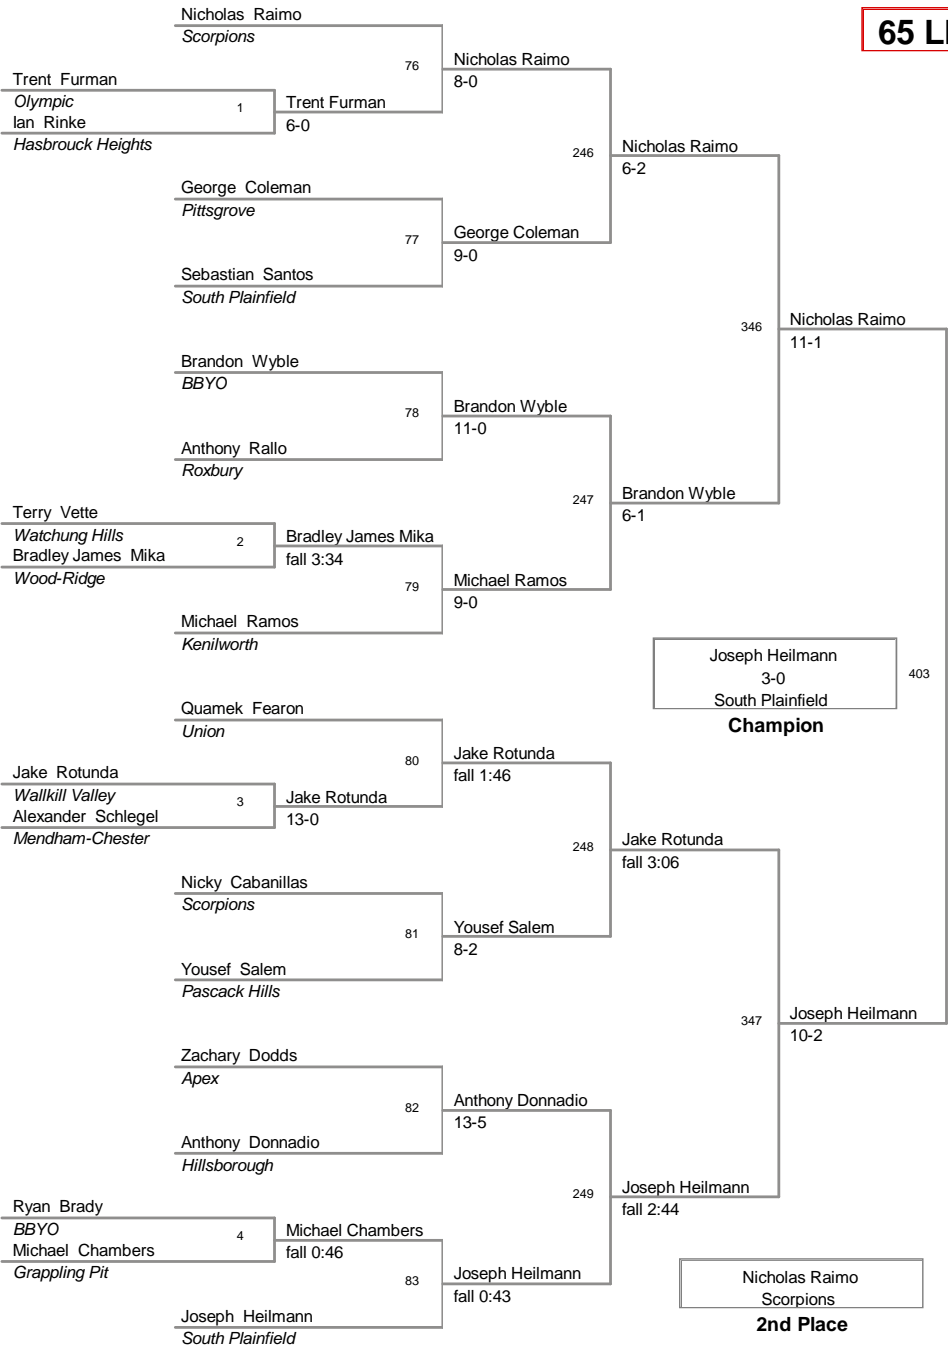 Nicholas Raimo
Scorpions
65 L
76
Nicholas Raimo
8-0
Trent Furman
Olympic
1
Trent Furman
6-0
Ian Rinke
Hasbrouck Heights
246
Nicholas Raimo
6-2
George Coleman
Pittsgrove
77
George Coleman
9-0
Sebastian Santos
South Plainfield
346
Nicholas Raimo
11-1
Brandon Wyble
BBYO
78
Brandon Wyble
11-0
Anthony Rallo
Roxbury
247
Brandon Wyble
6-1
Terry Vette
Watchung Hills
2
Bradley James Mika
fall 3:34
Bradley James Mika
Wood-Ridge
79
Michael Ramos
9-0
Michael Ramos
Kenilworth
Joseph Heilmann
3-0
South Plainfield
403
Champion
Quamek Fearon
Union
80
Jake Rotunda
fall 1:46
Jake Rotunda
Wallkill Valley
3
Jake Rotunda
13-0
Alexander Schlegel
Mendham-Chester
248
Jake Rotunda
fall 3:06
Nicky Cabanillas
Scorpions
81
Yousef Salem
8-2
Yousef Salem
Pascack Hills
347
Joseph Heilmann
10-2
Zachary Dodds
Apex
82
Anthony Donnadio
13-5
Anthony Donnadio
Hillsborough
249
Joseph Heilmann
fall 2:44
Ryan Brady
BBYO
4
Michael Chambers
fall 0:46
Michael Chambers
Grappling Pit
83
Joseph Heilmann
fall 0:43
Joseph Heilmann
South Plainfield
Nicholas Raimo
Scorpions
2nd Place